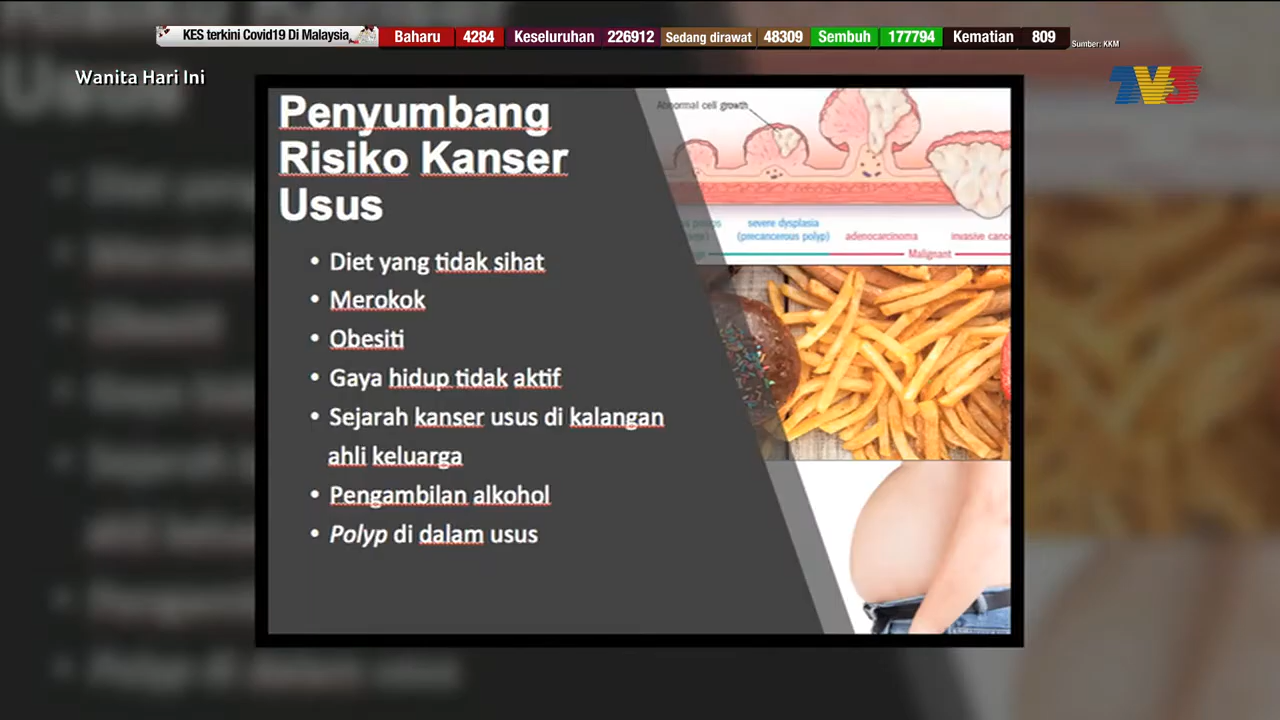 KES terkini Covid19 Di Malaysia Baharu 4284 Keseluruhan 226912 Sedang dirawat 48309 Sembuh 177794 Kematian 809
Sumber: KKM
Wanita Hari Ini
TV3
Penyumbang
Risiko Kanser
Usus
• Diet yang tidak sihat
• Merokok
• Obesiti
• Gaya hidup tidak aktif
• Sejarah kanser usus di kalangan
ahli keluarga
• Pengambilan alkohol
• Polyp di dalam usus
Abnormal cell growth
severe dysplasia
(precancerous polyp) adenocarcinoma invasive
Malignant